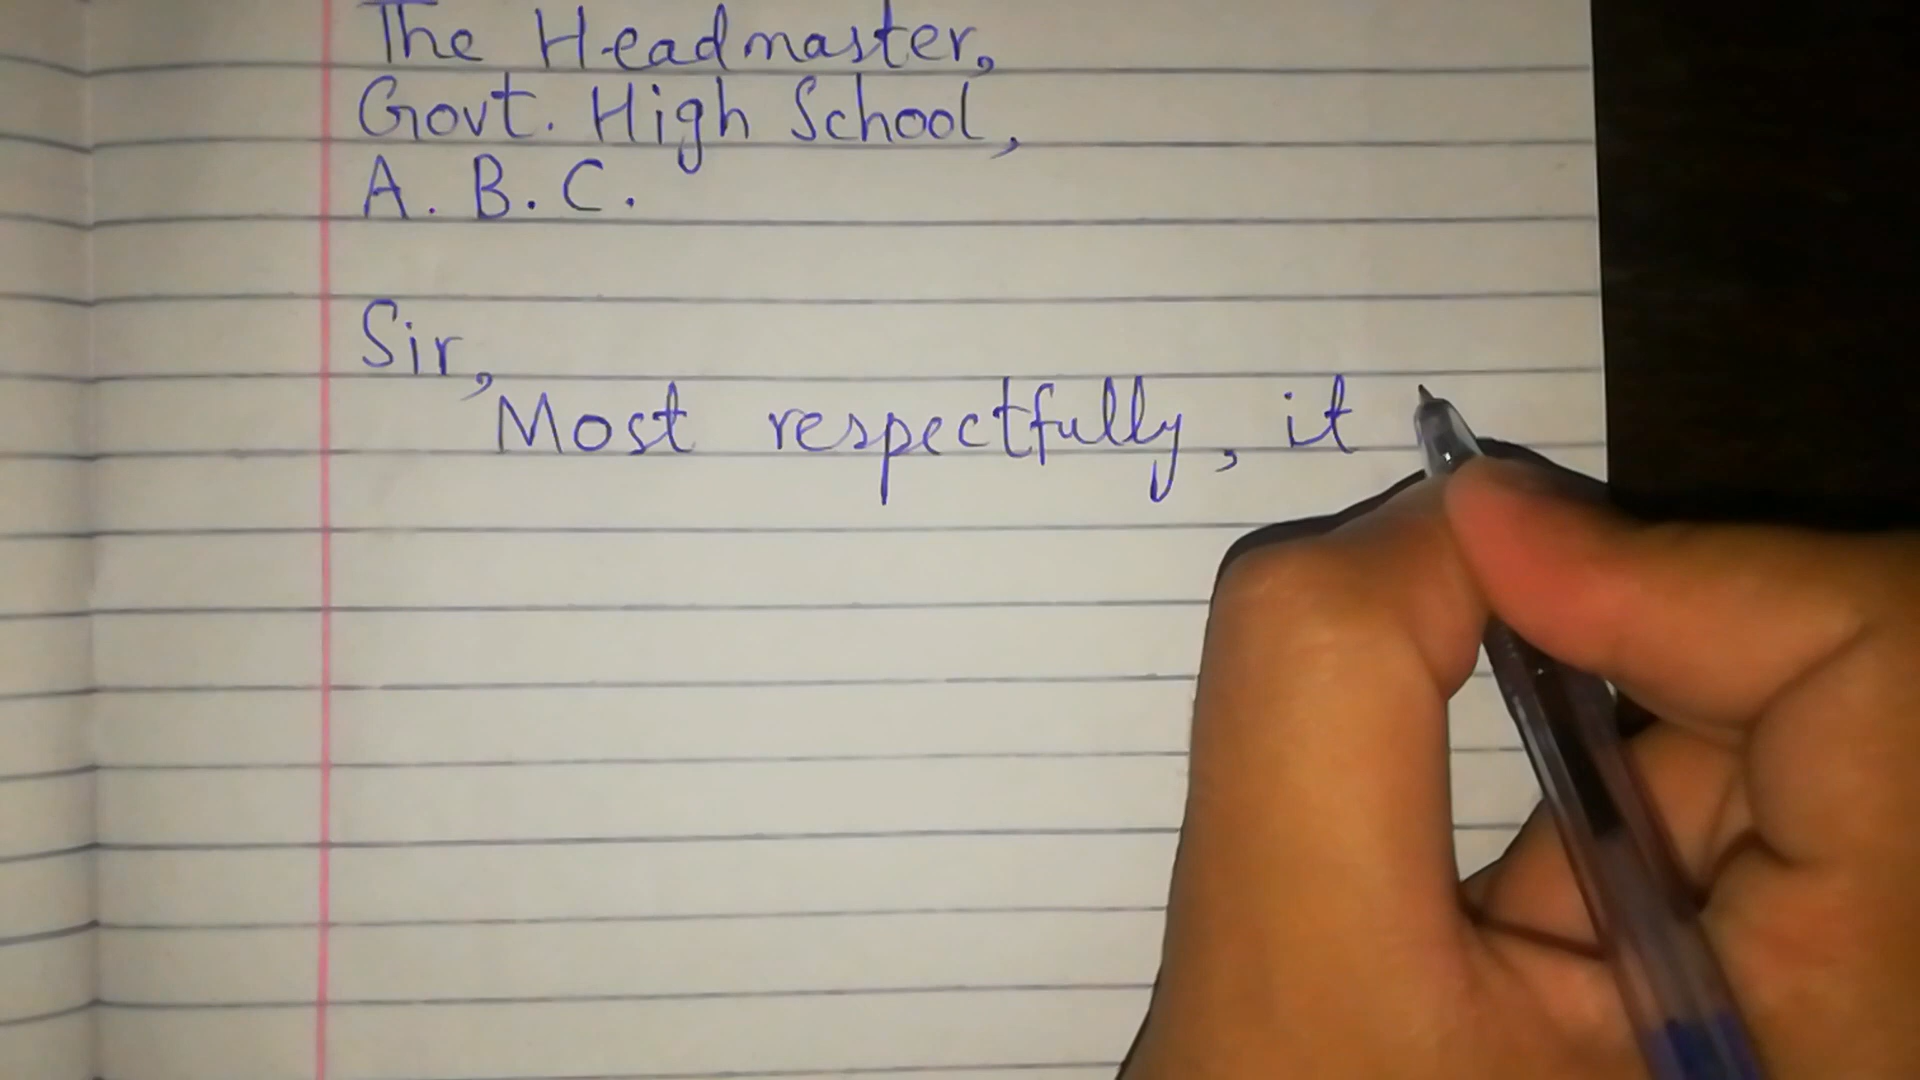 The Headmaster,
Govt. High School,
A. B. C.
Sir,
Most respectfully, it